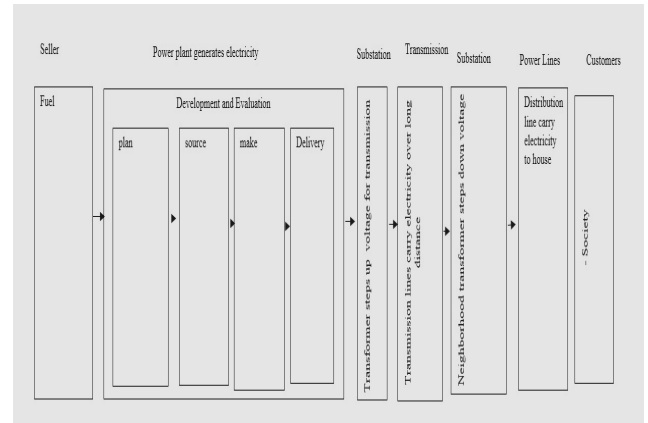 Seller
Power plant generates electricity
Substation
Transmission
Substation
Power Lines
Customers
Fuel
Development and Evaluation
plan
source
make
Delivery
Transformer steps up voltage for transmission
Transmission lines carry electricity over long
distance
Neighborhood transformer steps down voltage
Distribution
line carry
electricity
to house
- Society